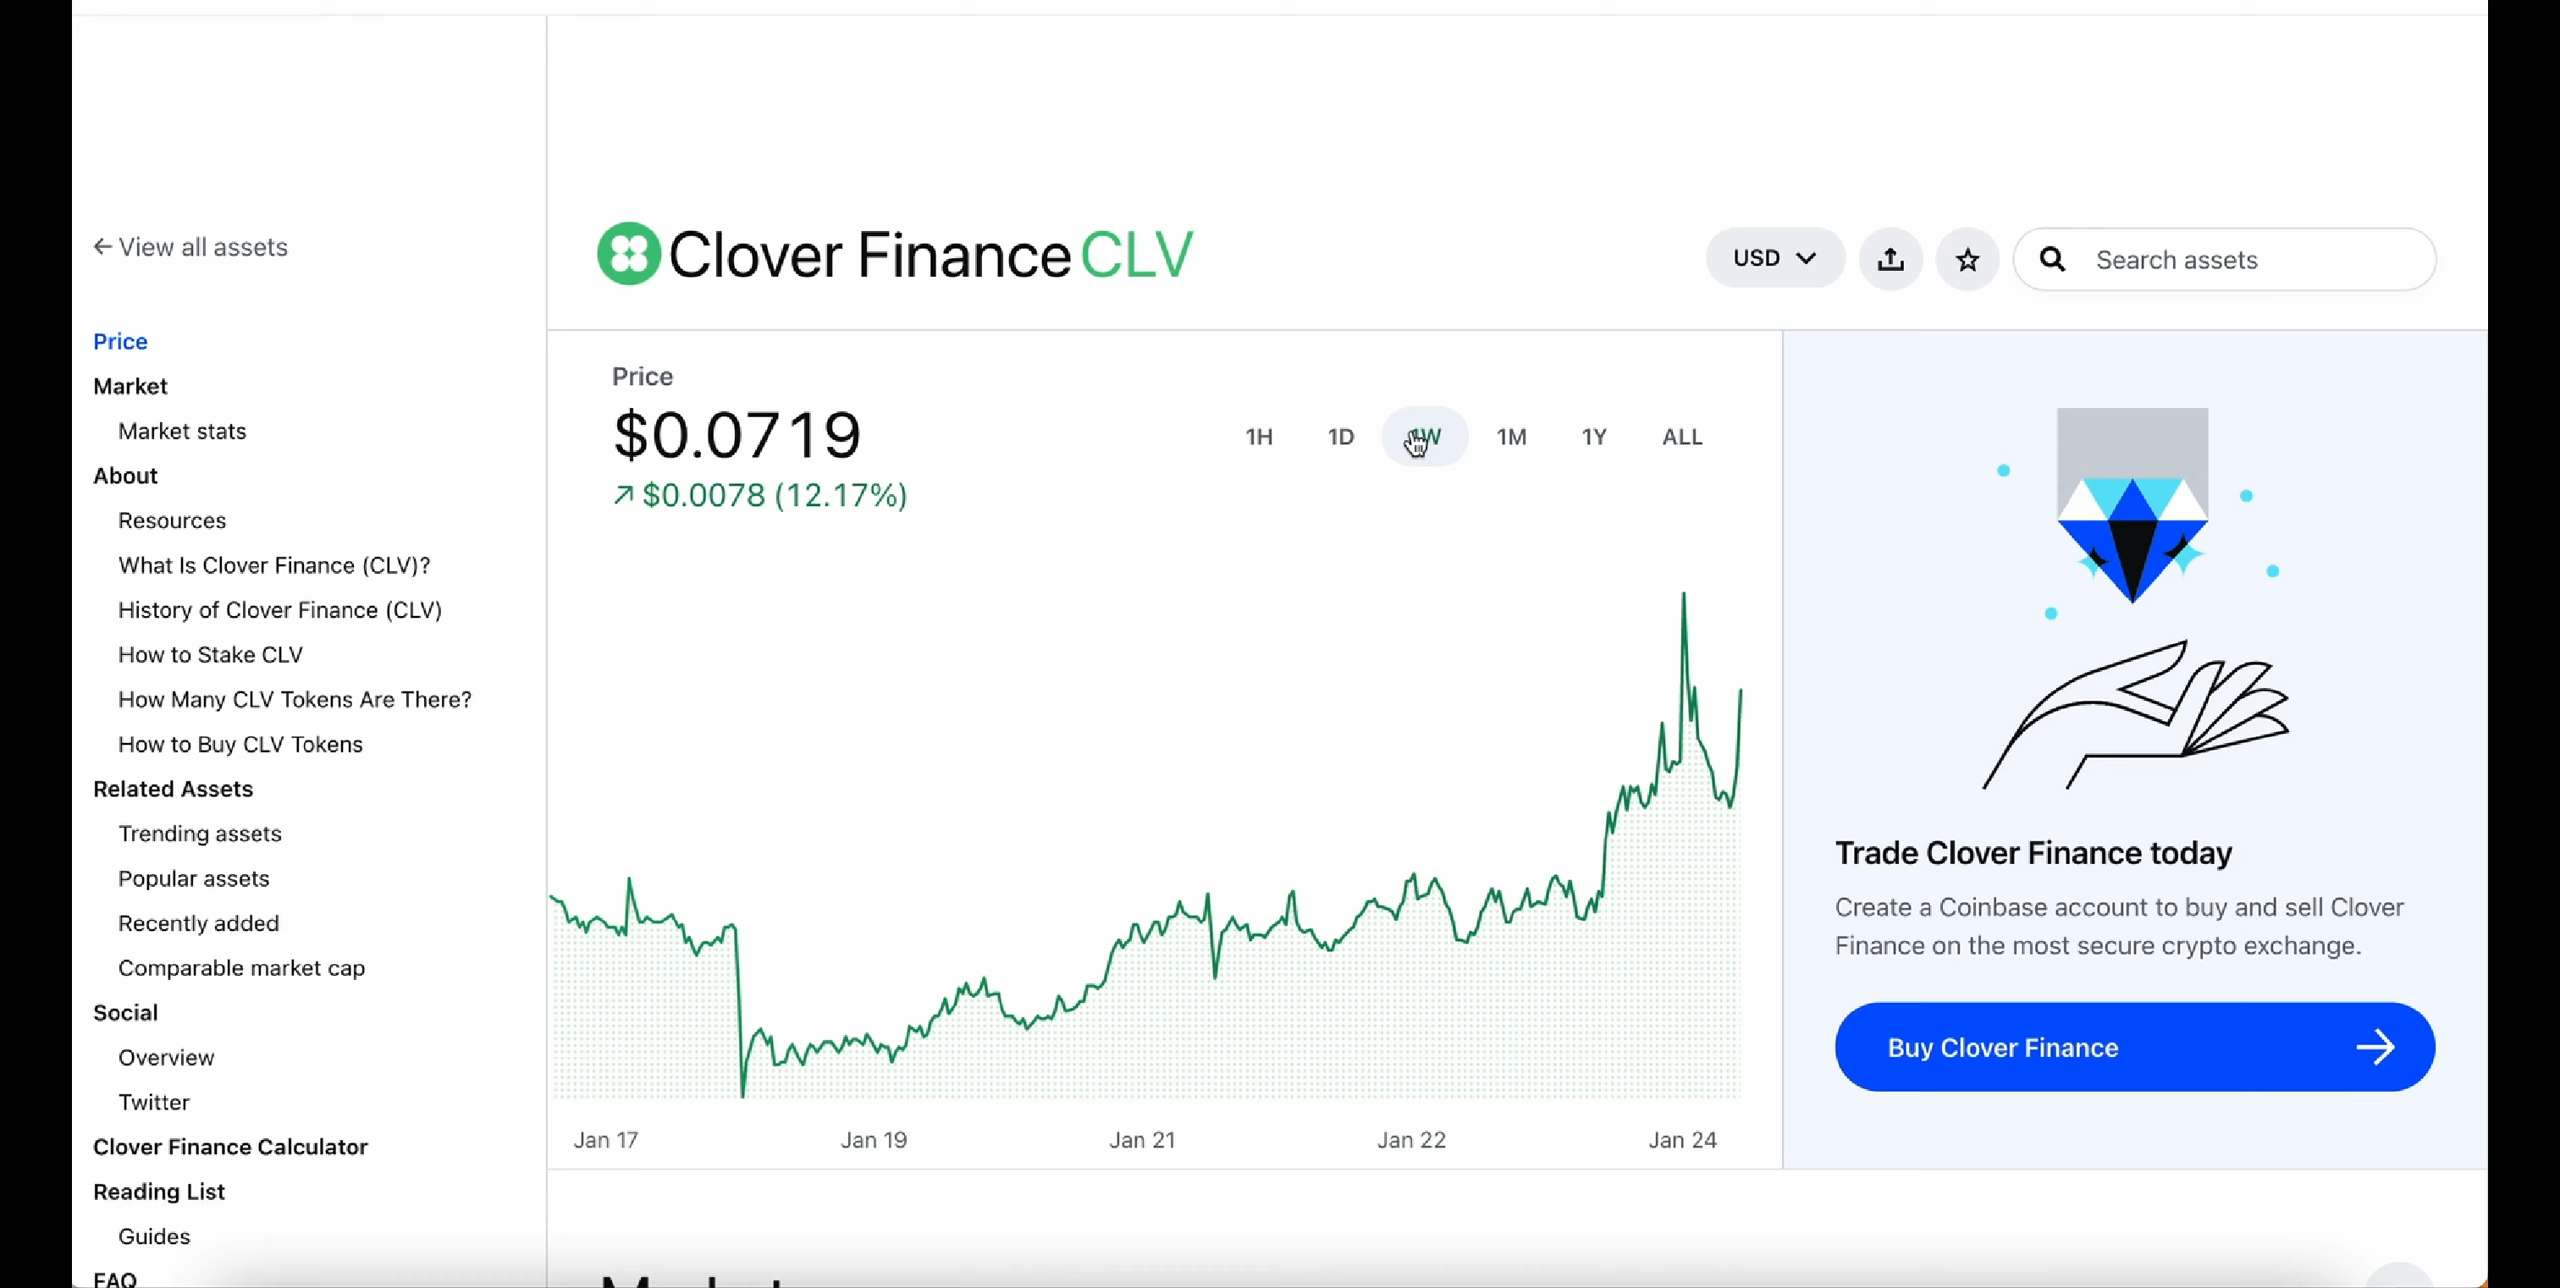 ← View all assets
Price
Market
Market stats
About
Resources
What Is Clover Finance (CLV)?
History of Clover Finance (CLV)
How to Stake CLV
How Many CLV Tokens Are There?
How to Buy CLV Tokens
Related Assets
Trending assets
Popular assets
Recently added
Comparable market cap
Social
Overview
Twitter
Clover Finance Calculator
Reading List
Guides
FAQ
Clover Finance CLV
USD
Search assets
Price
$0.0719
↗ $0.0078 (12.17%)
1H 1D 1W 1M 1Y ALL
Jan 17 Jan 19 Jan 21 Jan 22 Jan 24
Trade Clover Finance today
Create a Coinbase account to buy and sell Clover
Finance on the most secure crypto exchange.
Buy Clover Finance